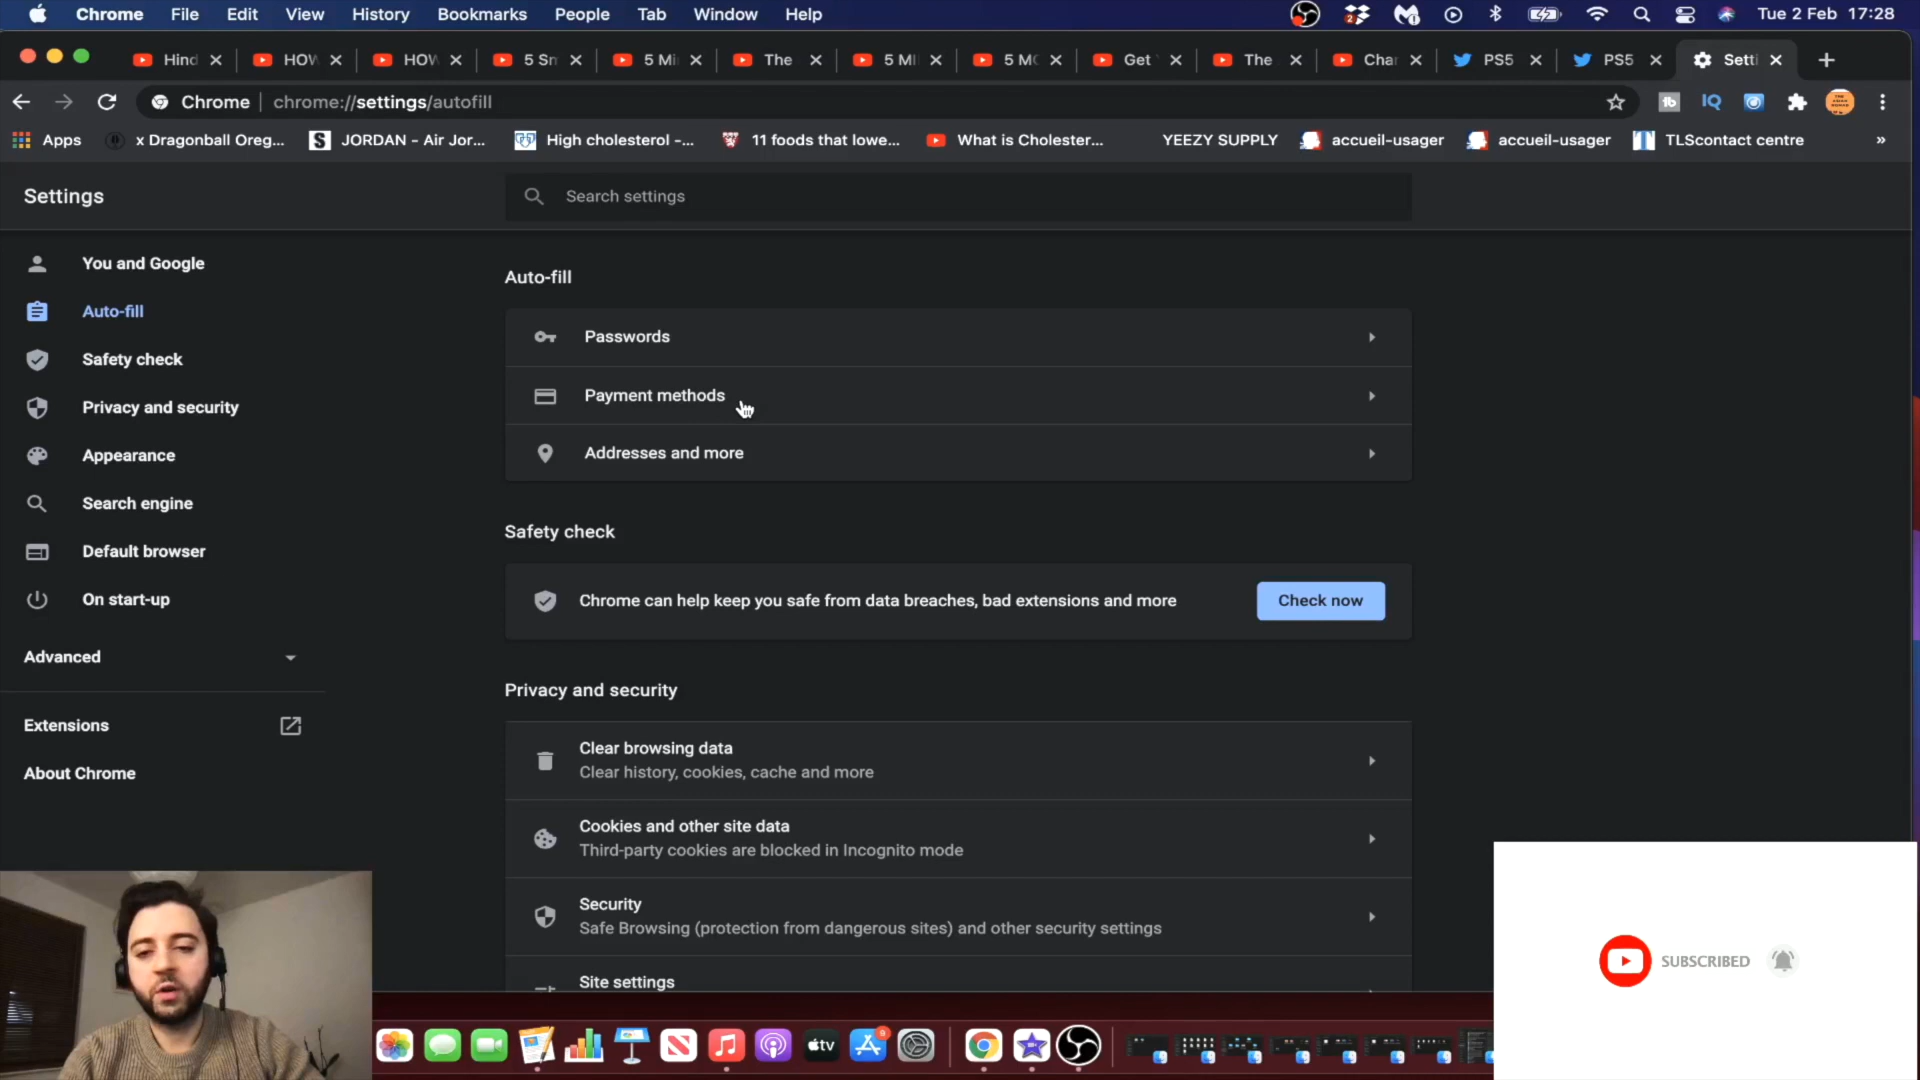 Chrome File Edit View History Bookmarks People Tab Window Help Tue 2 Feb 17:28
Hind HOW HOW 5 Sn 5 Mi The 5 MI 5 MO Get The Char PS5 PS5 Setti
Chrome chrome://settings/autofill
Apps x Dragonball Oreg... JORDAN - Air Jor... High cholesterol -... 11 foods that lowe... What is Cholester... YEEZY SUPPLY accueil-usager accueil-usager TLScontact centre »
Settings
Search settings
You and Google
Auto-fill
Safety check
Privacy and security
Appearance
Search engine
Default browser
On start-up
Advanced
Extensions
About Chrome
Auto-fill
Passwords
Payment methods
Addresses and more
Safety check
Chrome can help keep you safe from data breaches, bad extensions and more
Check now
Privacy and security
Clear browsing data
Clear history, cookies, cache and more
Cookies and other site data
Third-party cookies are blocked in Incognito mode
Security
Safe Browsing (protection from dangerous sites) and other security settings
Site settings
SUBSCRIBED
tv